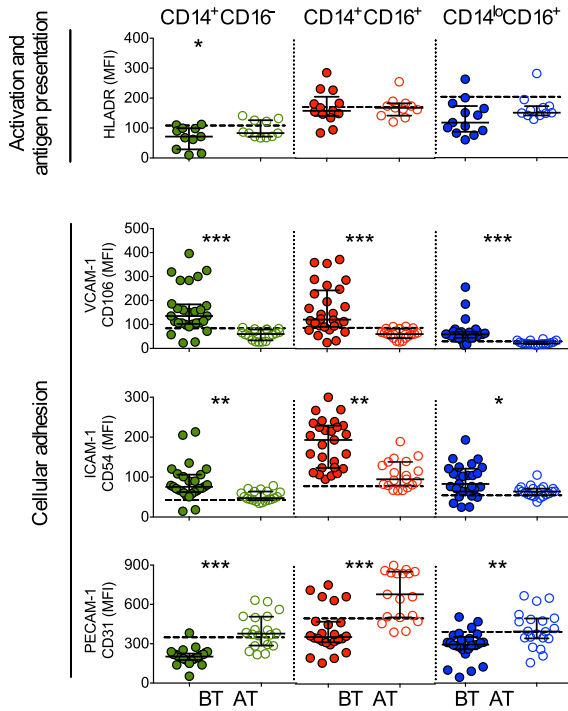 CD14+CD16- CD14+CD16+ CD14loCD16+
Activation and
antigen presentation
HLADR (MFI)
400
300
200
100
0
*
Cellular adhesion
VCAM-1
CD106 (MFI)
500
400
300
200
100
0
*** *** ***
ICAM-1
CD54 (MFI)
300
200
100
0
** ** *
PECAM-1
CD31 (MFI)
900
600
300
0
*** *** **
BT AT BT AT BT AT